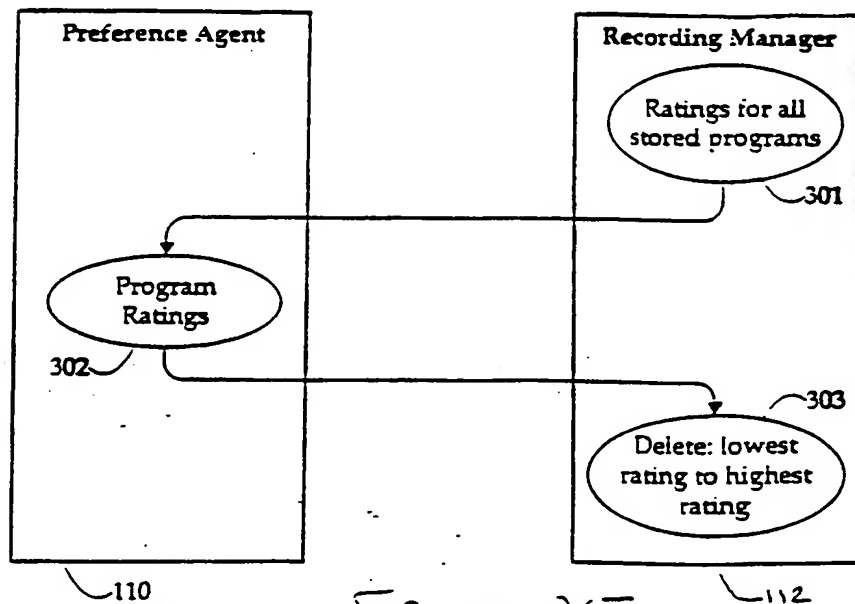 Preference Agent
Recording Manager
Ratings for all
stored programs
301
Program
Ratings
302
303
Delete: lowest
rating to highest
rating
110
112